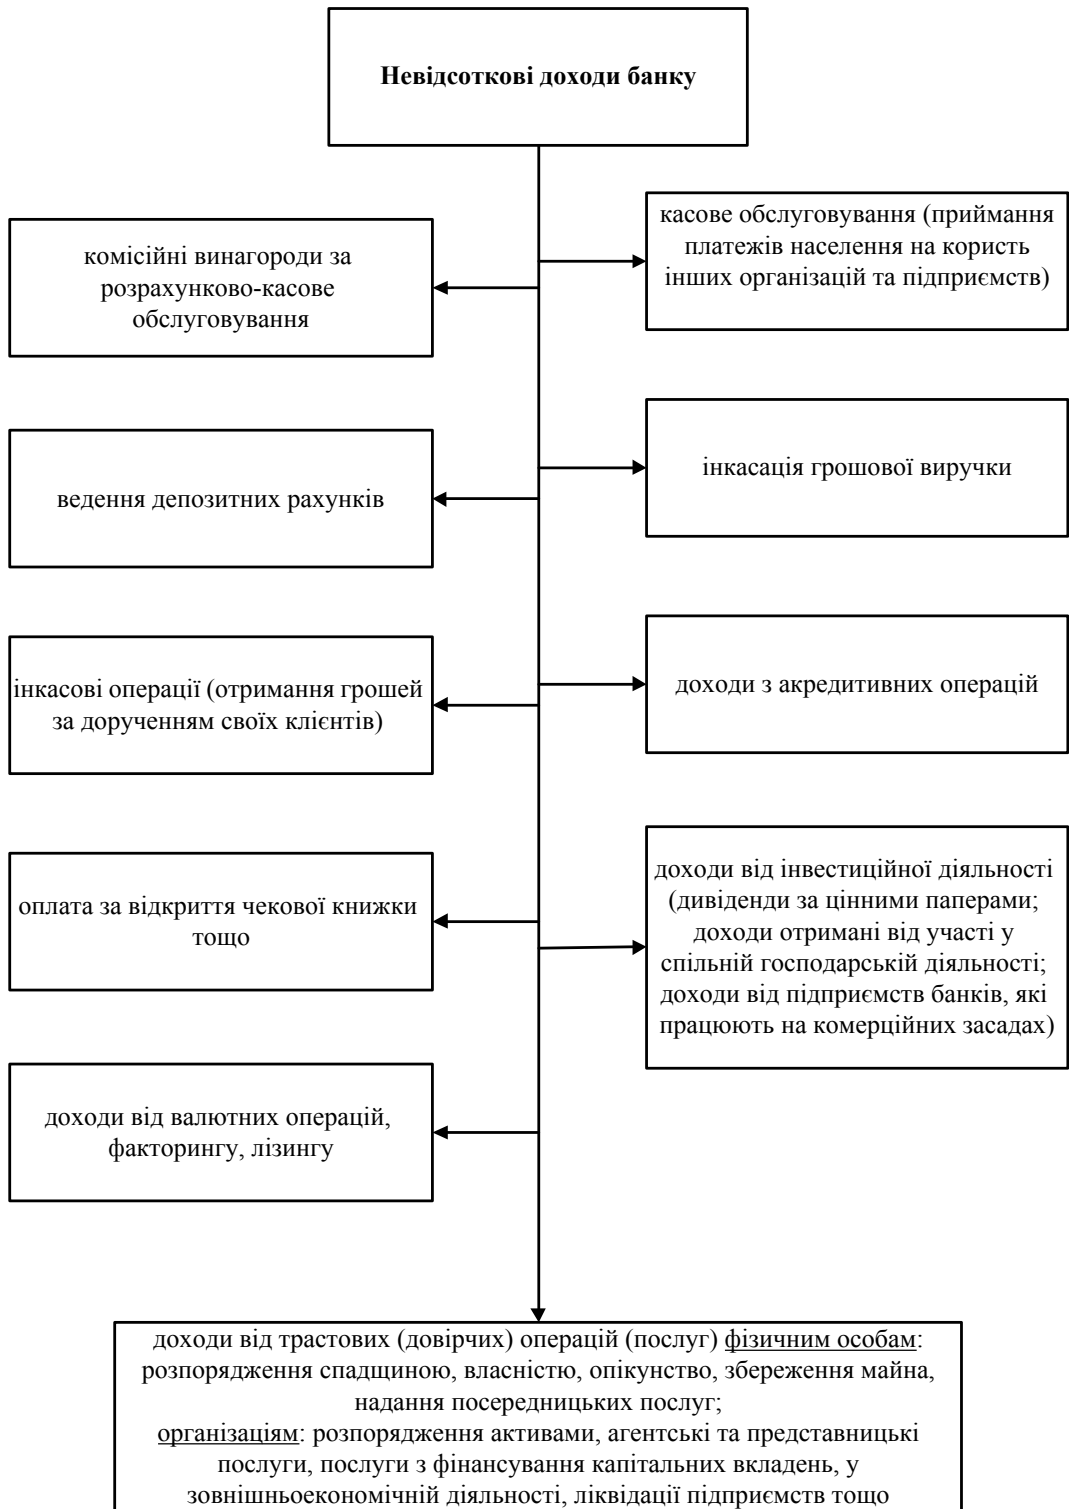 Невідсоткові доходи банку
комісійні винагороди за
розрахунково-касове
обслуговування
касове обслуговування (приймання
платежів населення на користь
інших організацій та підприємств)
ведення депозитних рахунків
інкасація грошової виручки
інкасові операції (отримання грошей
за дорученням своїх клієнтів)
доходи з акредитивних операцій
оплата за відкриття чекової книжки
тощо
доходи від інвестиційної діяльності
(дивіденди за цінними паперами;
доходи отримані від участі у
спільній господарській діяльності;
доходи від підприємств банків, які
працюють на комерційних засадах)
доходи від валютних операцій,
факторингу, лізингу
доходи від трастових (довірчих) операцій (послуг) фізичним особам:
розпорядження спадщиною, власністю, опікунство, збереження майна,
надання посередницьких послуг;
організаціям: розпорядження активами, агентські та представницькі
послуги, послуги з фінансування капітальних вкладень, у
зовнішньоекономічній діяльності, ліквідації підприємств тощо